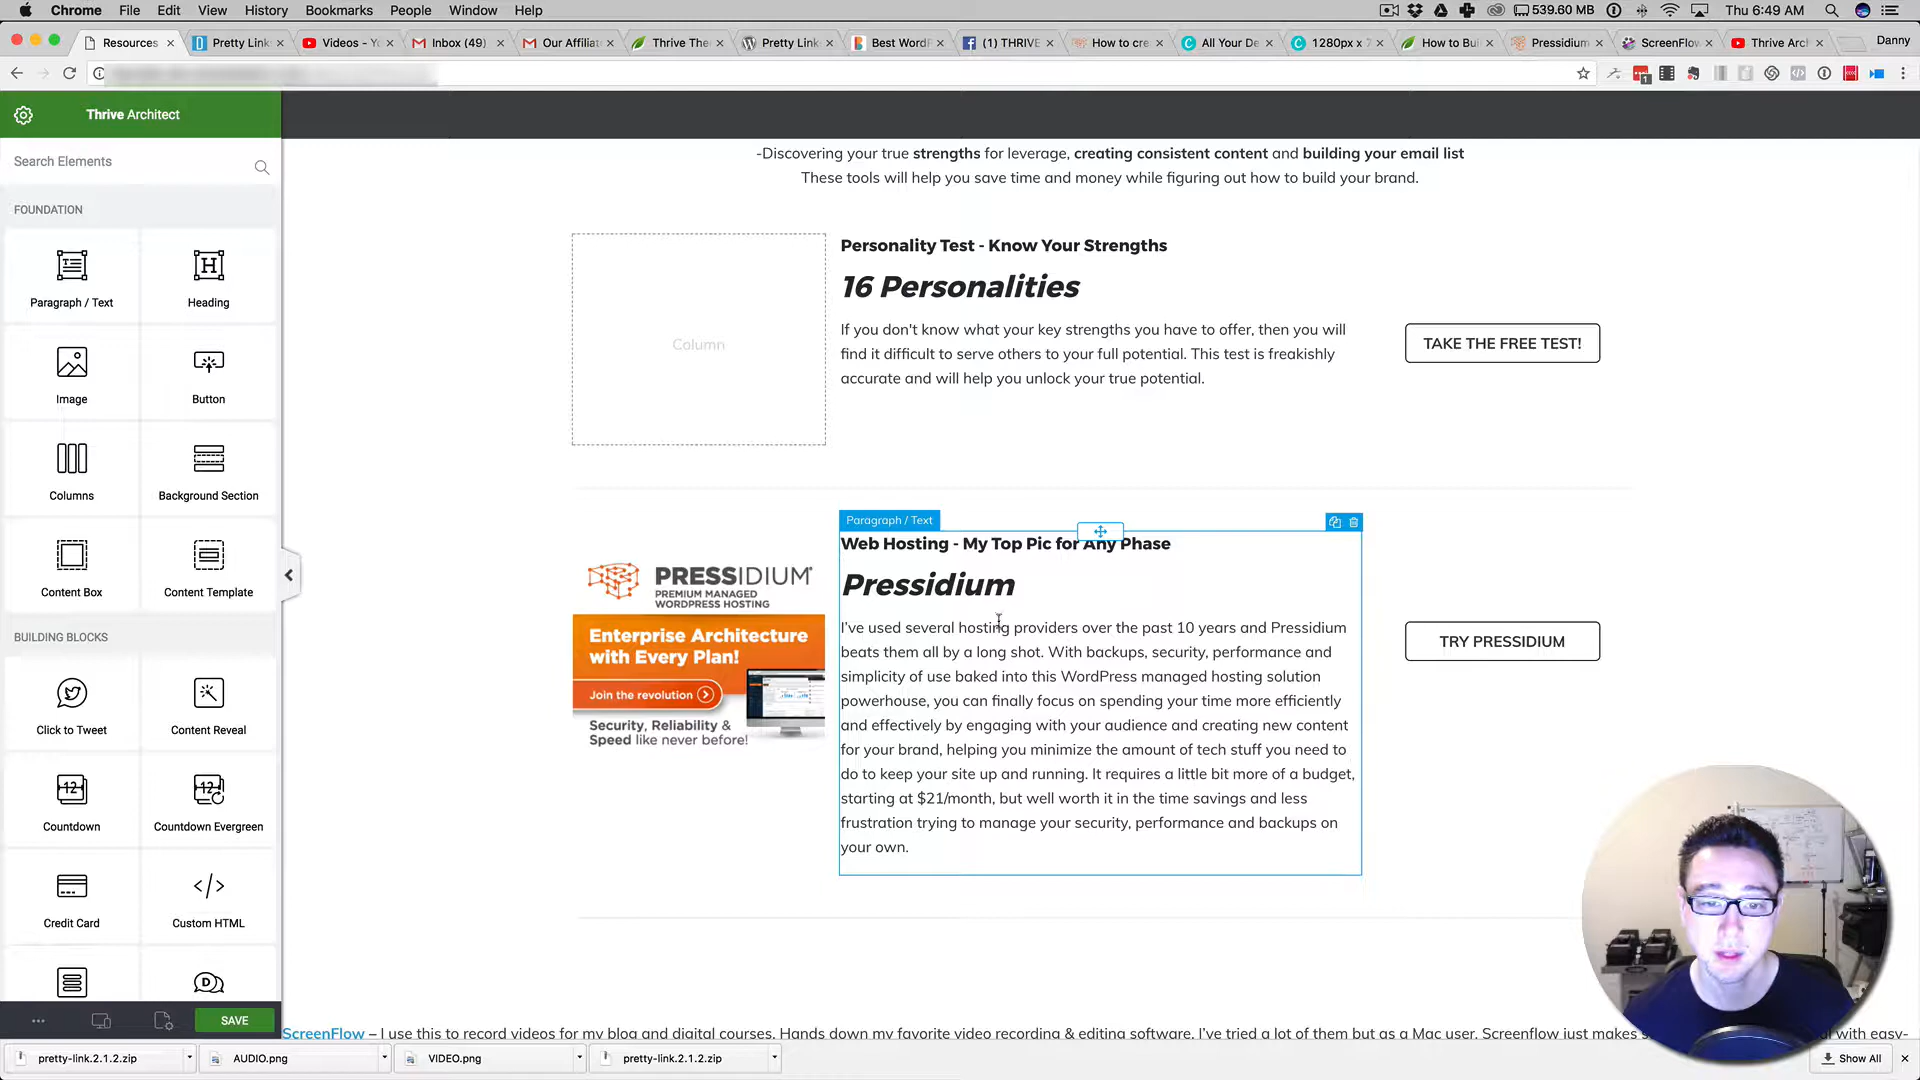 Chrome File Edit View History Bookmarks People Window Help
539.60 MB Thu 6:49 AM
Resources
Pretty Link
Videos - Y
Inbox (49)
Our Affiliat
Thrive The
Pretty Link
Best WordF
(1) THRIVE
How to cre
All Your De
1280px x 7
How to Bui
Pressidium
ScreenFlow
Thrive Arc
Danny
Thrive Architect
Search Elements
FOUNDATION
Paragraph / Text
Heading
Image
Button
Columns
Background Section
Content Box
Content Template
BUILDING BLOCKS
Click to Tweet
Content Reveal
Countdown
Countdown Evergreen
Credit Card
Custom HTML
SAVE
-Discovering your true strengths for leverage, creating consistent content and building your email list
These tools will help you save time and money while figuring out how to build your brand.
Column
Personality Test - Know Your Strengths
16 Personalities
If you don't know what your key strengths you have to offer, then you will
find it difficult to serve others to your full potential. This test is freakishly
accurate and will help you unlock your true potential.
TAKE THE FREE TEST!
Paragraph / Text
PRESSIDIUM
PREMIUM MANAGED
WORDPRESS HOSTING
Enterprise Architecture
with Every Plan!
Join the revolution
Security, Reliability &
Speed like never before!
Web Hosting - My Top Pic for Any Phase
Pressidium
I've used several hosting providers over the past 10 years and Pressidium
beats them all by a long shot. With backups, security, performance and
simplicity of use baked into this WordPress managed hosting solution
powerhouse, you can finally focus on spending your time more efficiently
and effectively by engaging with your audience and creating new content
for your brand, helping you minimize the amount of tech stuff you need to
do to keep your site up and running. It requires a little bit more of a budget,
starting at $21/month, but well worth it in the time savings and less
frustration trying to manage your security, performance and backups on
your own.
TRY PRESSIDIUM
ScreenFlow – I use this to record videos for my blog and digital courses. Hands down my favorite video recording & editing software. I've tried a lot of them but as a Mac user. Screenflow just makes with easy-
pretty-link.2.1.2.zip
AUDIO.png
VIDEO.png
pretty-link.2.1.2.zip
Show All